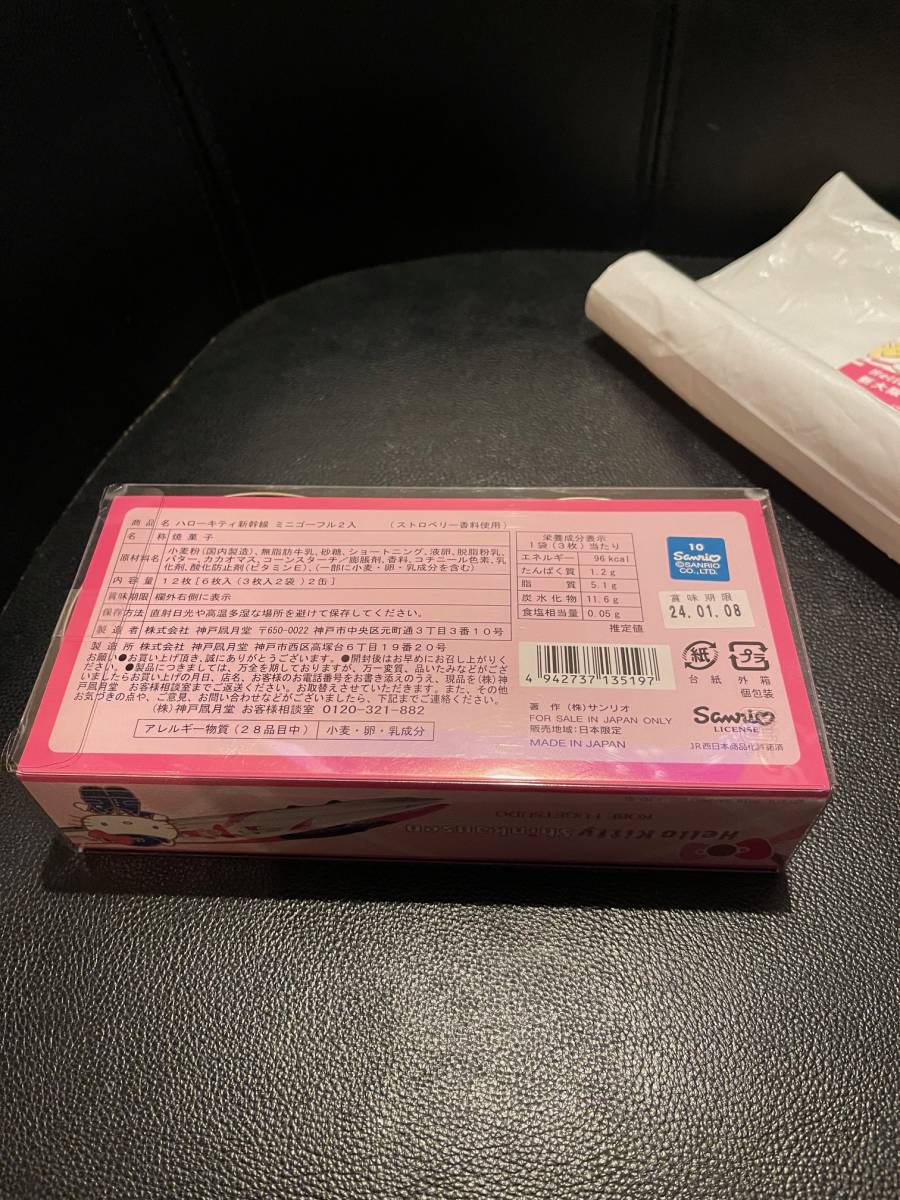 商品名 ハローキティ新幹線 ミニゴーフル2入 (ストロベリー香料使用)
名称 焼菓子
原材料名 小麦粉(国内製造)、無脂肪牛乳、砂糖、ショートニング、液卵、脱脂粉乳、
バター、カカオマス、コーンスターチ/膨脹剤、香料、コチニール色素、乳
化剤、酸化防止剤(ビタミンE)、(一部に小麦・卵・乳成分を含む)
内容量 12枚[6枚入(3枚入2袋)2缶]
賞味期限 欄外右側に表示
保存方法 直射日光や高温多湿な場所を避けて保存してください。
製造者 株式会社 神戸凮月堂 〒650-0022 神戸市中央区元町通3丁目3番10号
製造所 株式会社 神戸凮月堂 神戸市西区高塚台6丁目19番20号
お願い●お買い上げ頂き、誠にありがとうございます。●開封後はお早めにお召し上がりくだ
さい。●製品につきましては、万全を期しておりますが、万一変質、品いたみなどがござ
いましたらお買い上げの月日、店名、お客様のお電話番号をお書き添えのうえ、現品を(株)神
戸凮月堂 お客様相談室までご返送ください。お取替えさせていただきます。また、その他
お気づきの点や、ご意見、お問い合わせなどがございましたら、下記までご連絡ください。
(株)神戸凮月堂 お客様相談室 0120-321-882
アレルギー物質(28品目中) 小麦・卵・乳成分
栄養成分表示
1袋(3枚)当たり
エネルギー 96kcal
たんぱく質 1.2g
脂質 5.1g
炭水化物 11.6g
食塩相当量 0.05g
推定値
4 942737 135197
著作 (株)サンリオ
FOR SALE IN JAPAN ONLY
販売地域:日本限定
MADE IN JAPAN
10
Sanrio
©SANRIO
CO.,LTD.
賞味期限
24.01.08
紙 プラ
台紙 外箱
個包装
Sanrio
LICENSE
JR西日本商品化許諾済
Hello Kitty Shinkansen
KOBE FUGETSUDO